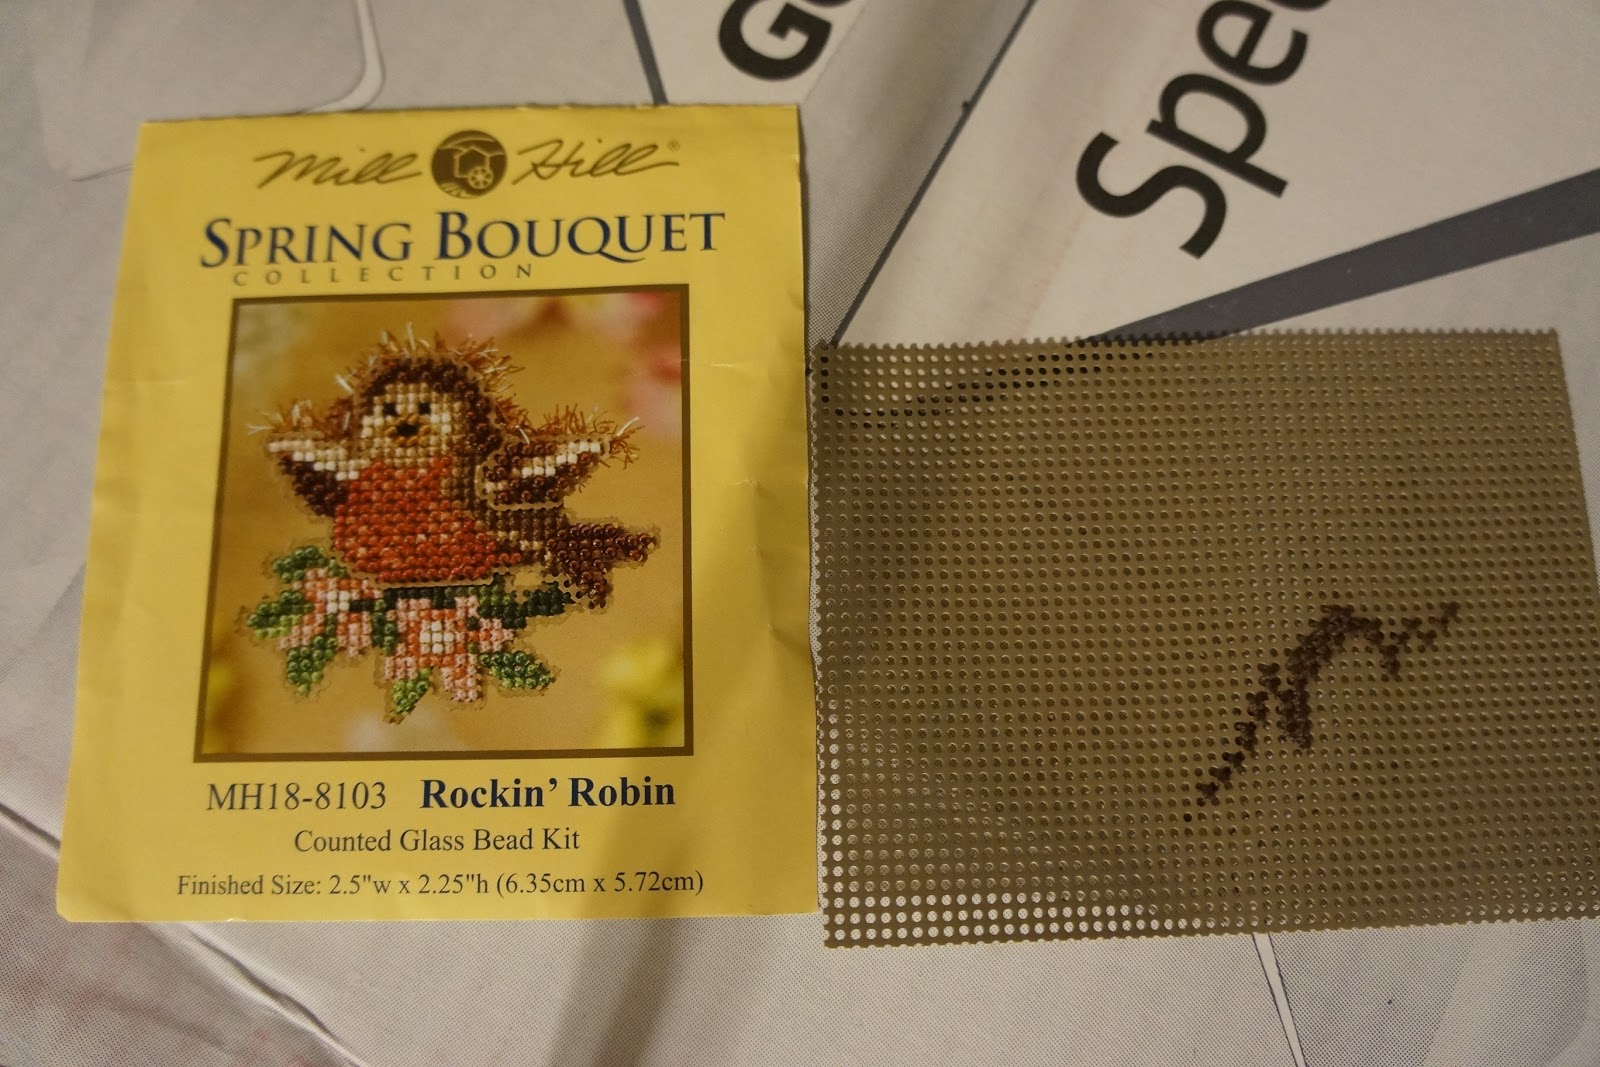 Mill Hill®
SPRING BOUQUET
COLLECTION
MH18-8103 Rockin' Robin
Counted Glass Bead Kit
Finished Size: 2.5"w x 2.25"h (6.35cm x 5.72cm)